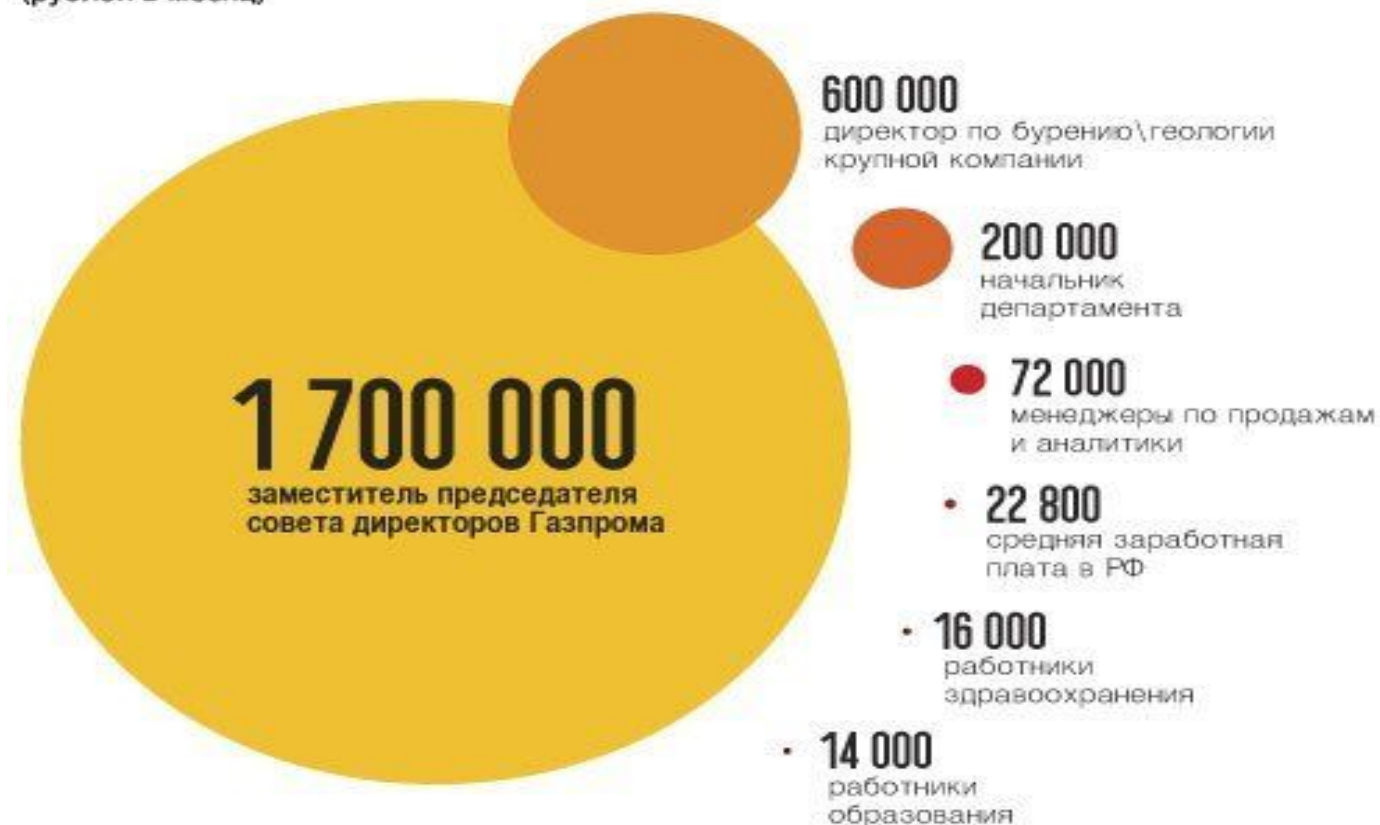 (рублей в месяц)
600 000
директор по бурению\геологии
крупной компании
200 000
начальник
департамента
1 700 000
заместитель председателя
совета директоров Газпрома
72 000
менеджеры по продажам
и аналитики
22 800
средняя заработная
плата в РФ
16 000
работники
здравоохранения
14 000
работники
образования